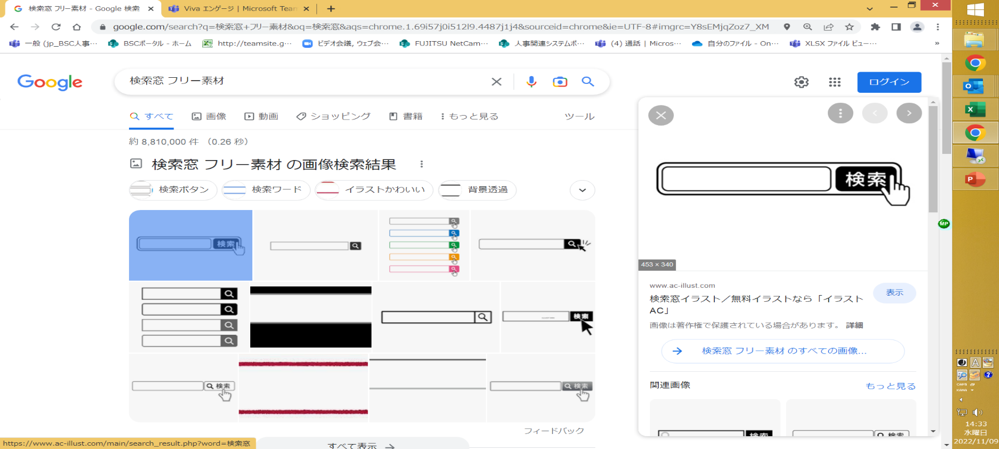 検索窓 フリー素材 - Google 検索
Viva エンゲージ | Microsoft Team
google.com/search?q=検索窓+フリー素材&oq=検索窓&aqs=chrome.1.69i57j0i512l9.4487j1j4&sourceid=chrome&ie=UTF-8#imgrc=Y8sEMjqZoz7_XM
一般 (jp_BSC人事…
BSCポータル - ホーム
http://teamsite.g…
ビデオ会議, ウェブ会…
FUJITSU NetCam…
人事関連システムポ…
(4) 通話 | Micros…
自分のファイル - On…
XLSX ファイル ビュー…
»
Google
検索窓 フリー素材
ログイン
すべて
画像
動画
ショッピング
書籍
もっと見る
ツール
約 8,810,000 件 （0.26 秒）
検索窓 フリー素材 の画像検索結果
検索ボタン
検索ワード
イラストかわいい
背景透過
検索
検索
検索
検索
フィードバック
すべて表示 →
検索
453 × 340
www.ac-illust.com
検索窓イラスト／無料イラストなら「イラスト
AC」
表示
画像は著作権で保護されている場合があります。 詳細
検索窓 フリー素材 のすべての画像...
関連画像
もっと見る
検索
検索
https://www.ac-illust.com/main/search_result.php?word=検索窓
MP
A
CAPS
KANA
14:33
水曜日
2022/11/09